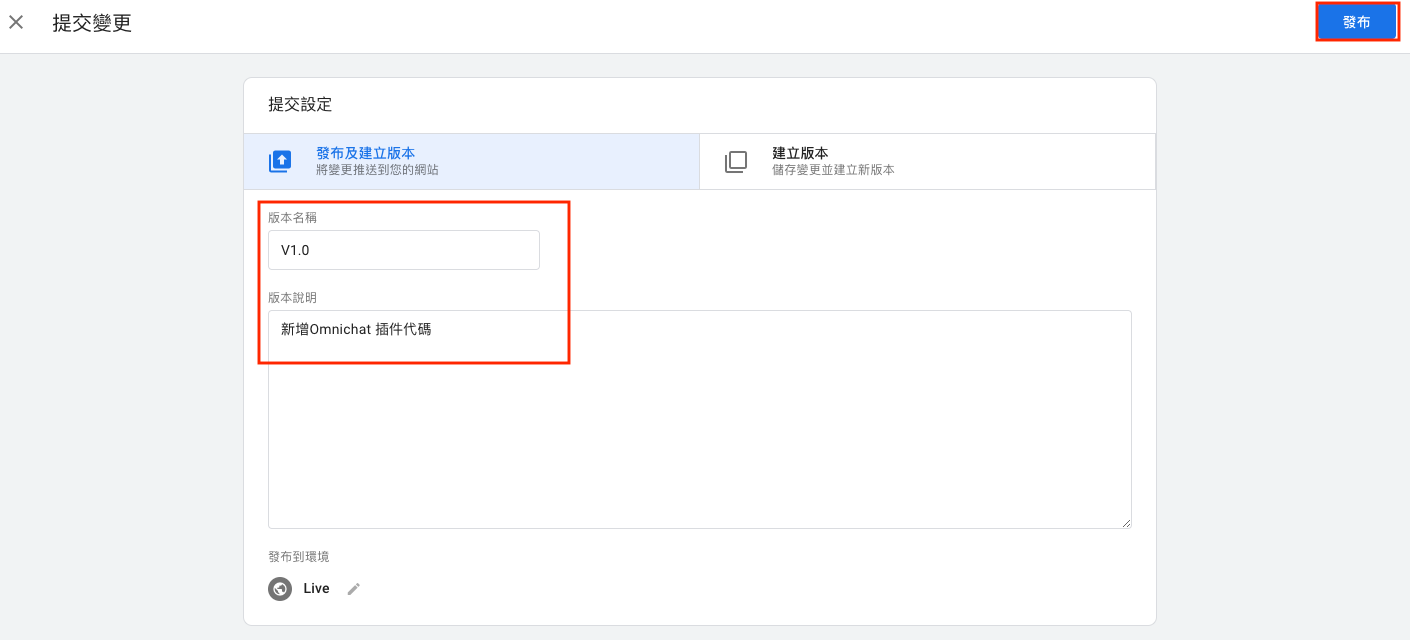 提交變更
發布
提交設定
發布及建立版本
將變更推送到您的網站
建立版本
儲存變更並建立新版本
版本名稱
V1.0
版本說明
新增Omnichat 插件代碼
發布到環境
Live